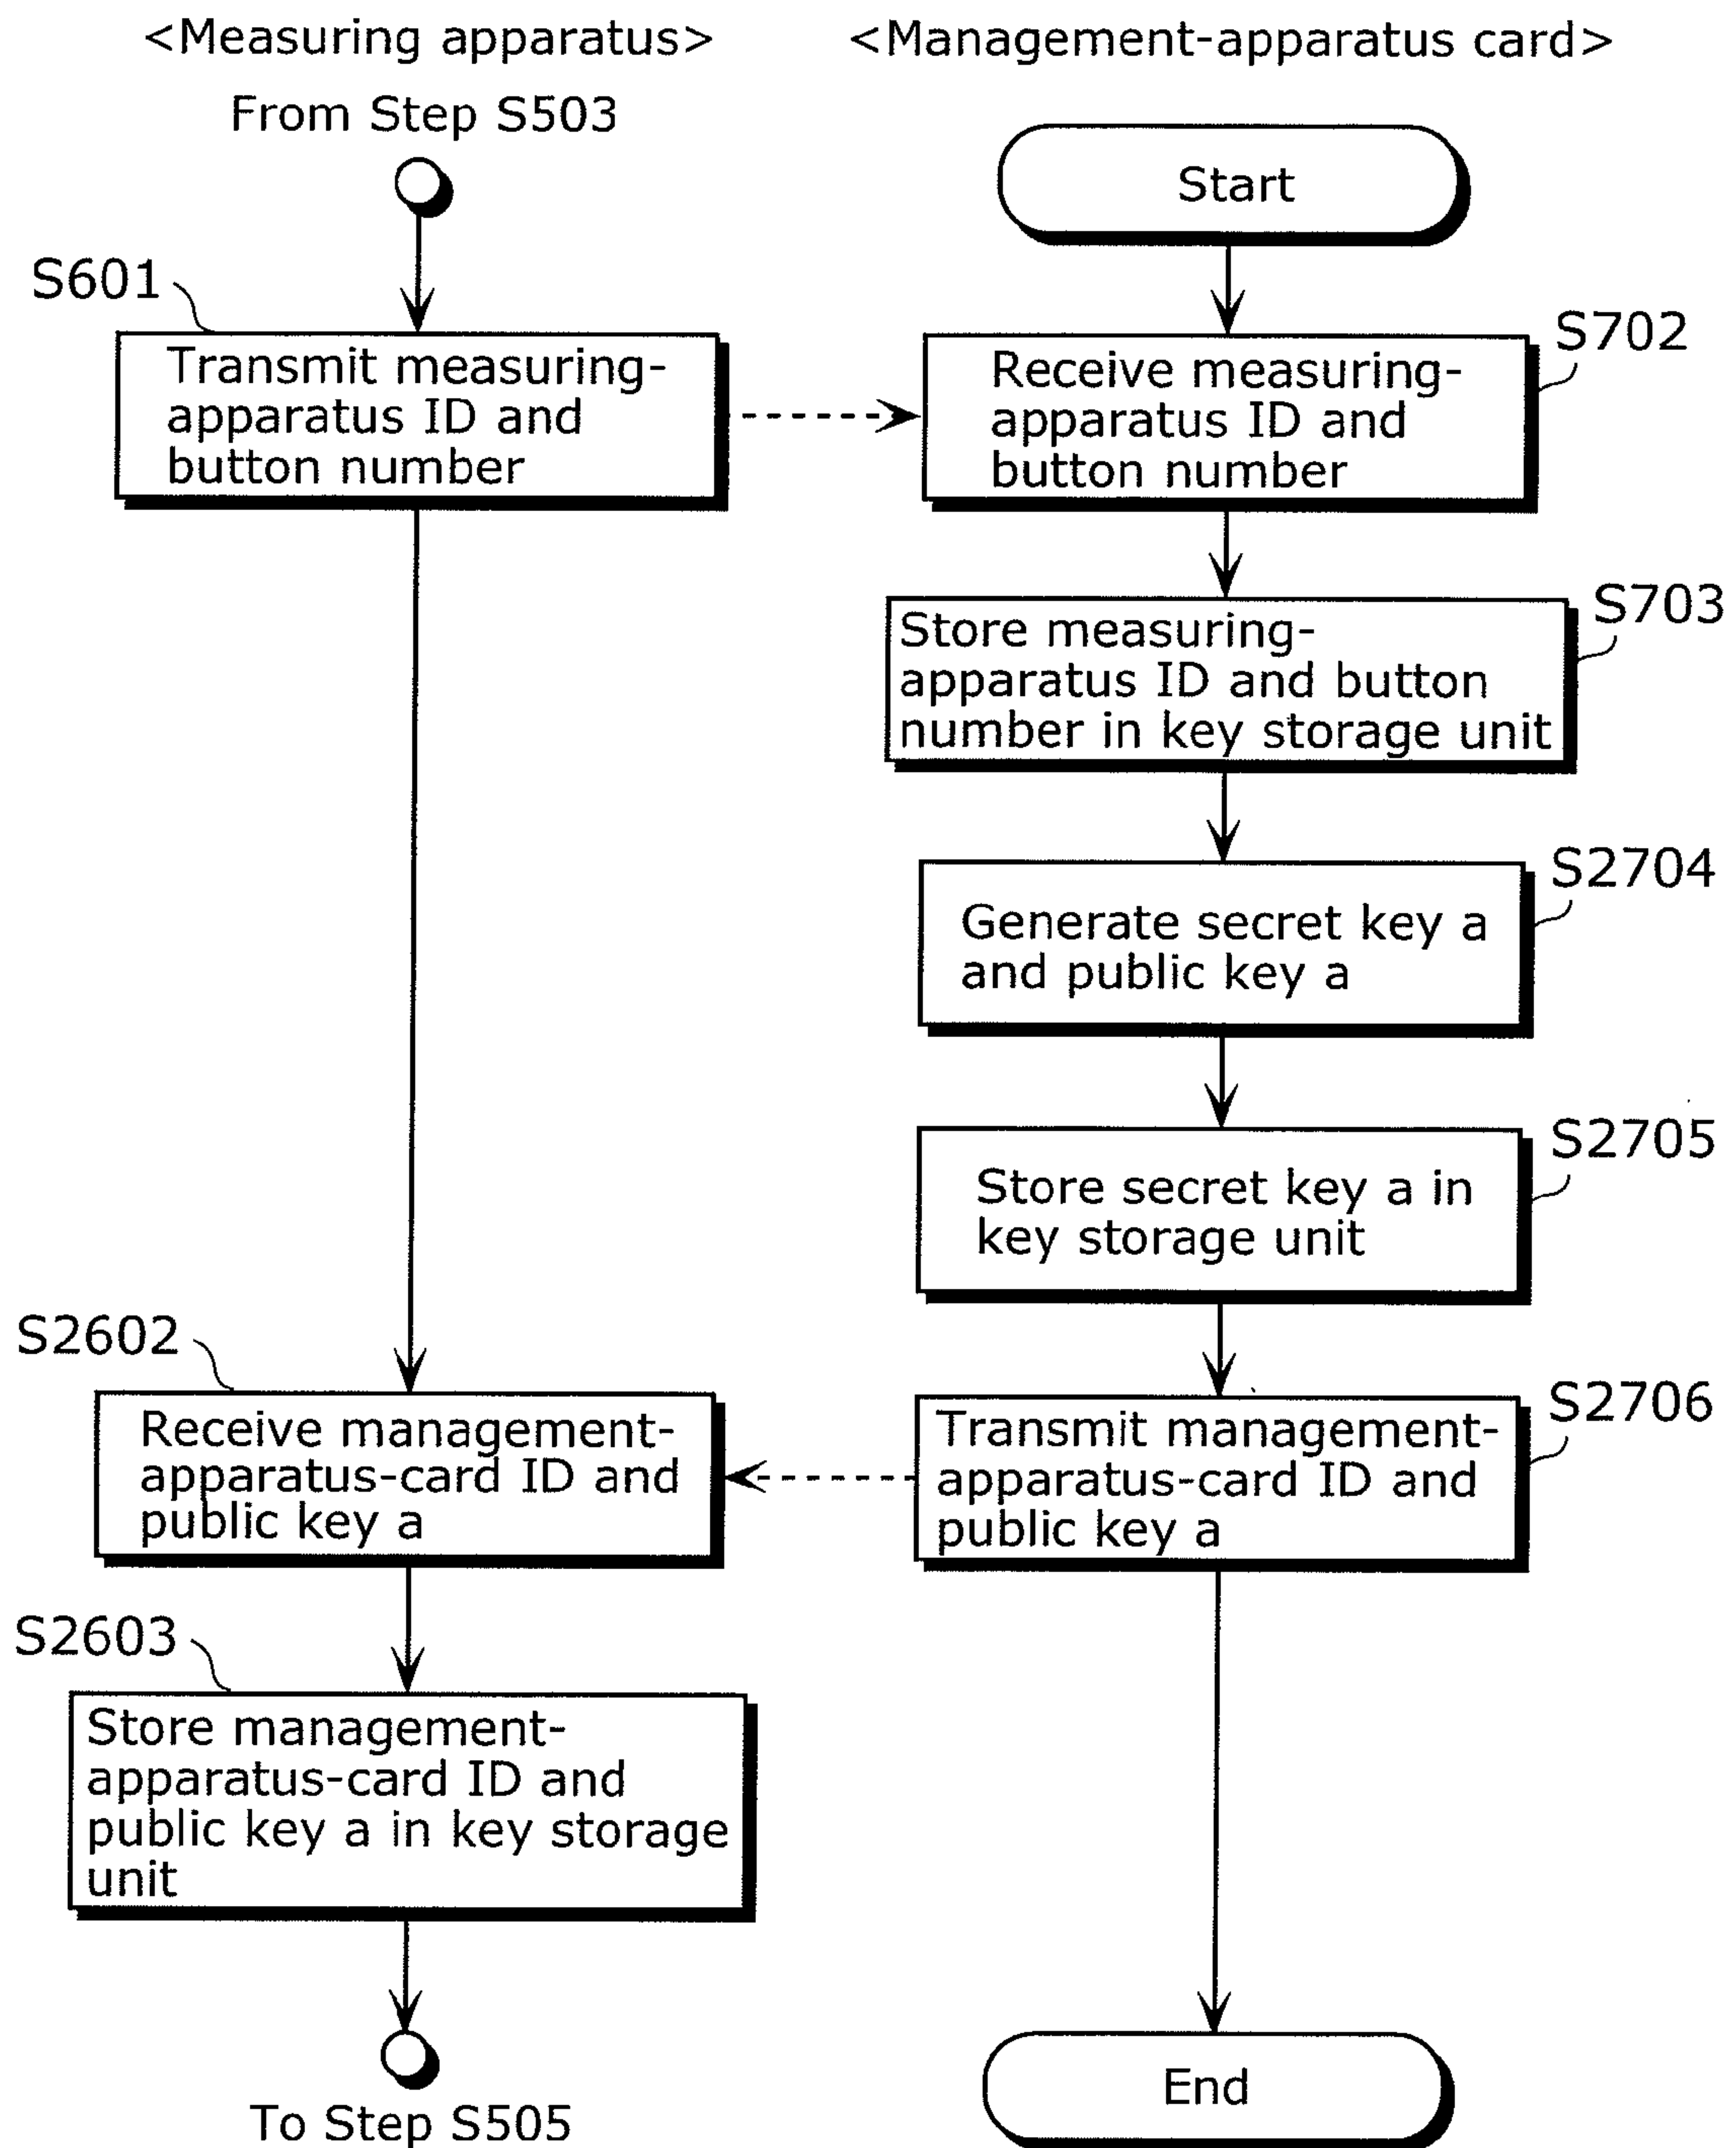 <Measuring apparatus>
<Management-apparatus card>
From Step S503
Start
S601
Transmit measuring-
apparatus ID and
button number
S702
Receive measuring-
apparatus ID and
button number
S703
Store measuring-
apparatus ID and button
number in key storage unit
S2704
Generate secret key a
and public key a
S2705
Store secret key a in
key storage unit
S2602
Receive management-
apparatus-card ID and
public key a
S2706
Transmit management-
apparatus-card ID and
public key a
S2603
Store management-
apparatus-card ID and
public key a in key storage
unit
To Step S505
End